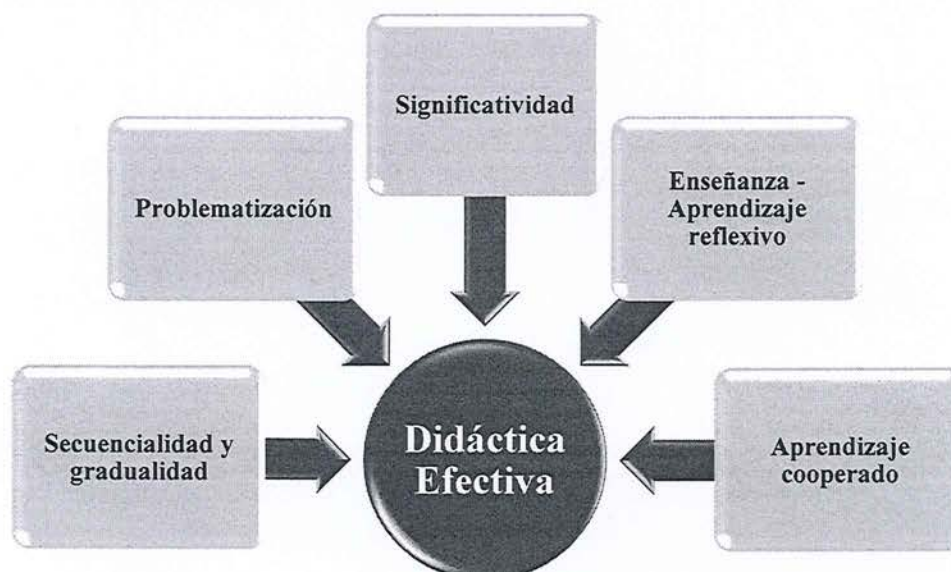 Significatividad
Problematización
Enseñanza -
Aprendizaje
reflexivo
Secuencialidad y
gradualidad
Didáctica
Efectiva
Aprendizaje
cooperado